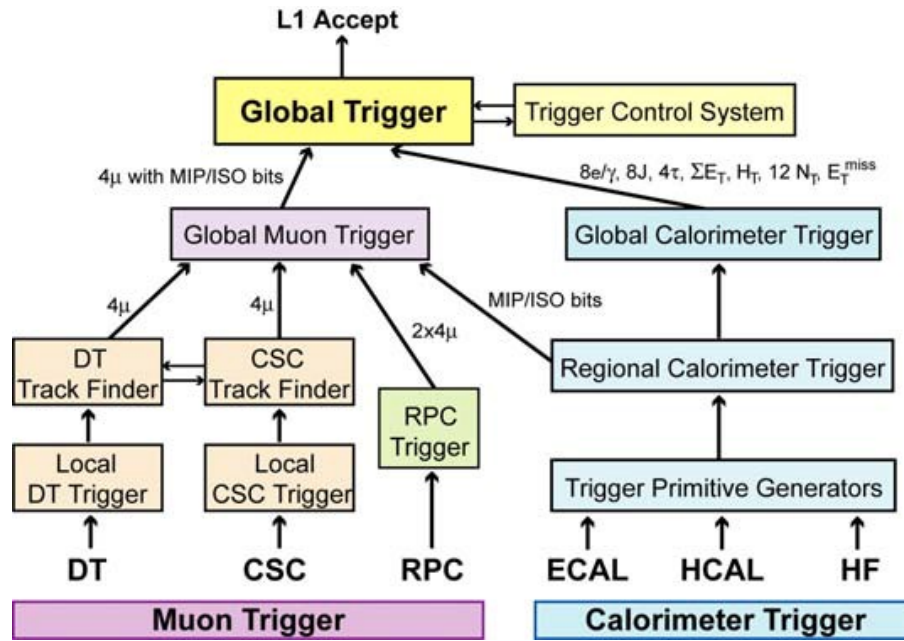 L1 Accept
Global Trigger
Trigger Control System
4μ with MIP/ISO bits
8e/γ, 8J, 4τ, ΣE_T, H_T, 12 N_T, E_T^miss
Global Muon Trigger
Global Calorimeter Trigger
4μ
4μ
2x4μ
MIP/ISO bits
DT
Track Finder
CSC
Track Finder
RPC
Trigger
Regional Calorimeter Trigger
Local
DT Trigger
Local
CSC Trigger
Trigger Primitive Generators
DT
CSC
RPC
ECAL
HCAL
HF
Muon Trigger
Calorimeter Trigger